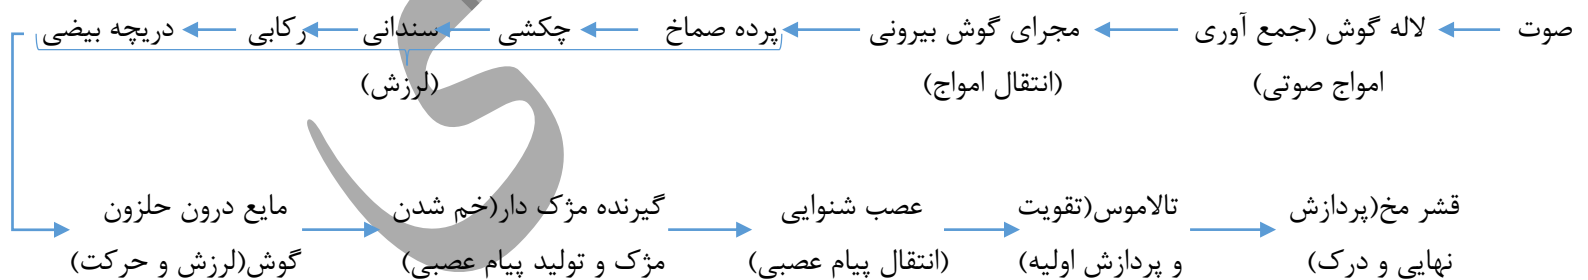 صوت لاله گوش (جمع آوری مجرای گوش بیرونی پرده صماخ چکشی سندانی رکابی دریچه بیضی
امواج صوتی) (انتقال امواج) (لرزش)
مایع درون حلزون گیرنده مژک دار(خم شدن عصب شنوایی تالاموس(تقویت قشر مخ(پردازش
گوش(لرزش و حرکت) مژک و تولید پیام عصبی) (انتقال پیام عصبی) و پردازش اولیه) نهایی و درک)